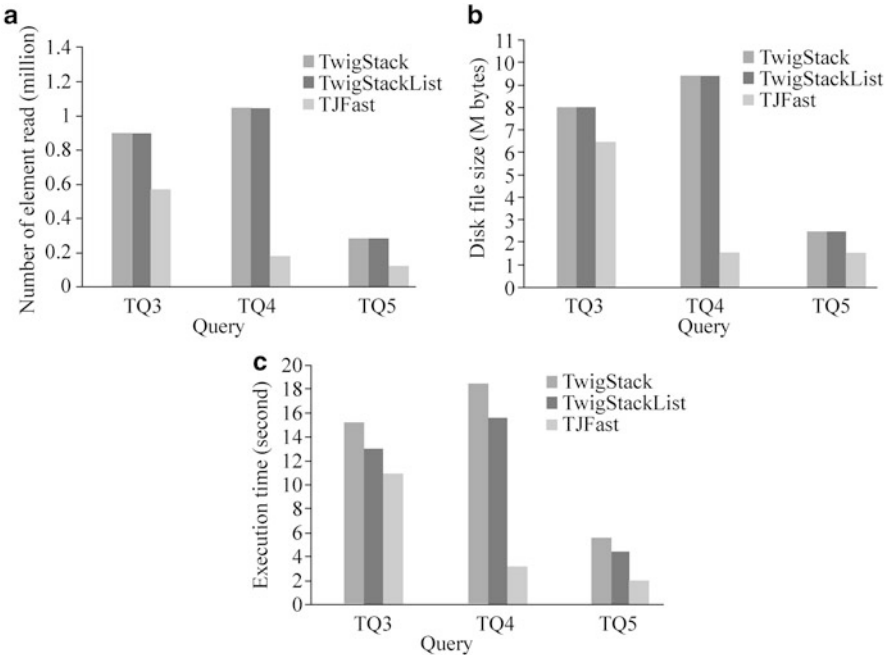 a
Number of element read (million)
1.4
1.2
1
0.8
0.6
0.4
0.2
0
TwigStack
TwigStackList
TJFast
TQ3 TQ4 TQ5
Query
b
Disk file size (M bytes)
11
10
9
8
7
6
5
4
3
2
1
0
TwigStack
TwigStackList
TJFast
TQ3 TQ4 TQ5
Query
c
Execution time (second)
20
18
16
14
12
10
8
6
4
2
0
TwigStack
TwigStackList
TJFast
TQ3 TQ4 TQ5
Query